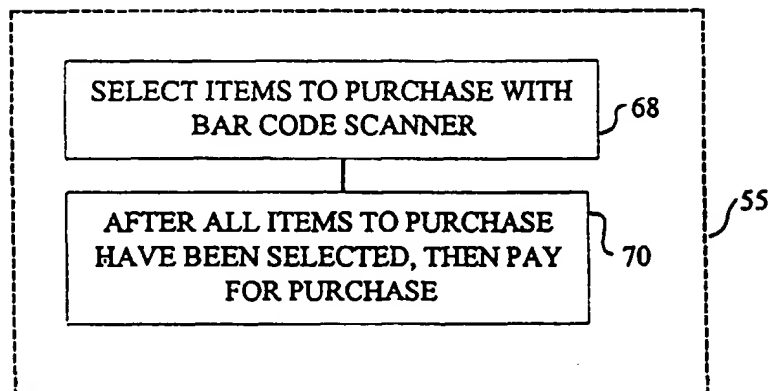 SELECT ITEMS TO PURCHASE WITH
BAR CODE SCANNER
68
AFTER ALL ITEMS TO PURCHASE
HAVE BEEN SELECTED, THEN PAY
FOR PURCHASE
70
55